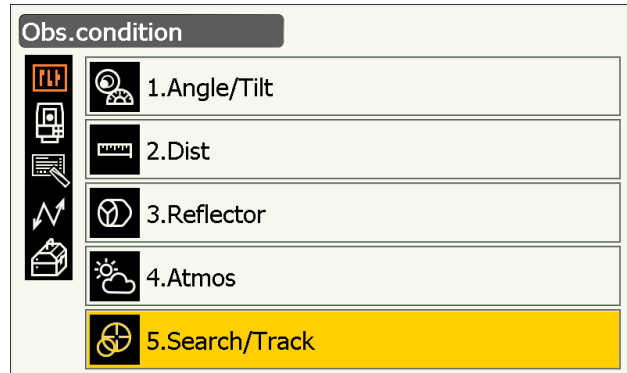 Obs.condition
1.Angle/Tilt
2.Dist
3.Reflector
4.Atmos
5.Search/Track